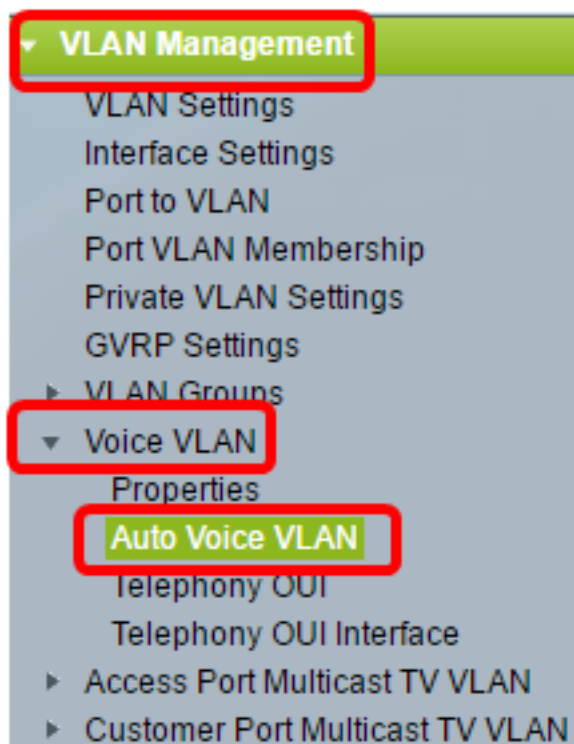 VLAN Management
VLAN Settings
Interface Settings
Port to VLAN
Port VLAN Membership
Private VLAN Settings
GVRP Settings
VLAN Groups
Voice VLAN
Properties
Auto Voice VLAN
Telephony OUI
Telephony OUI Interface
Access Port Multicast TV VLAN
Customer Port Multicast TV VLAN